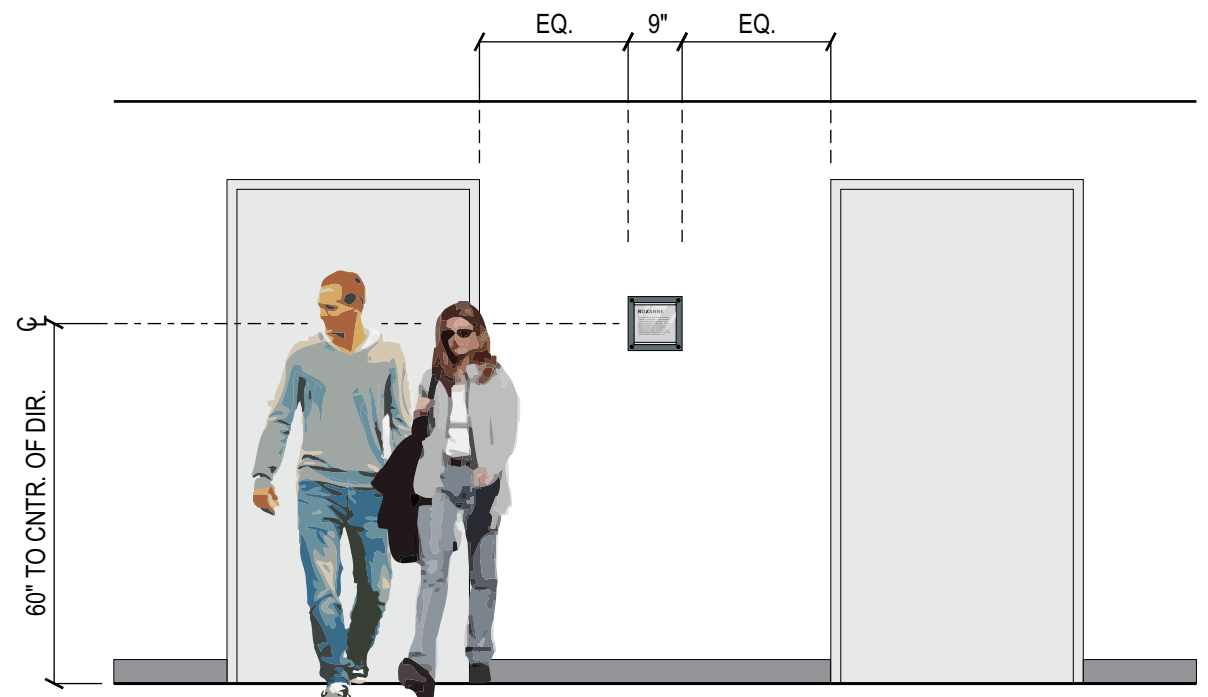 EQ. 9" EQ.
ROXANNE
℄
60" TO CNTR. OF DIR.